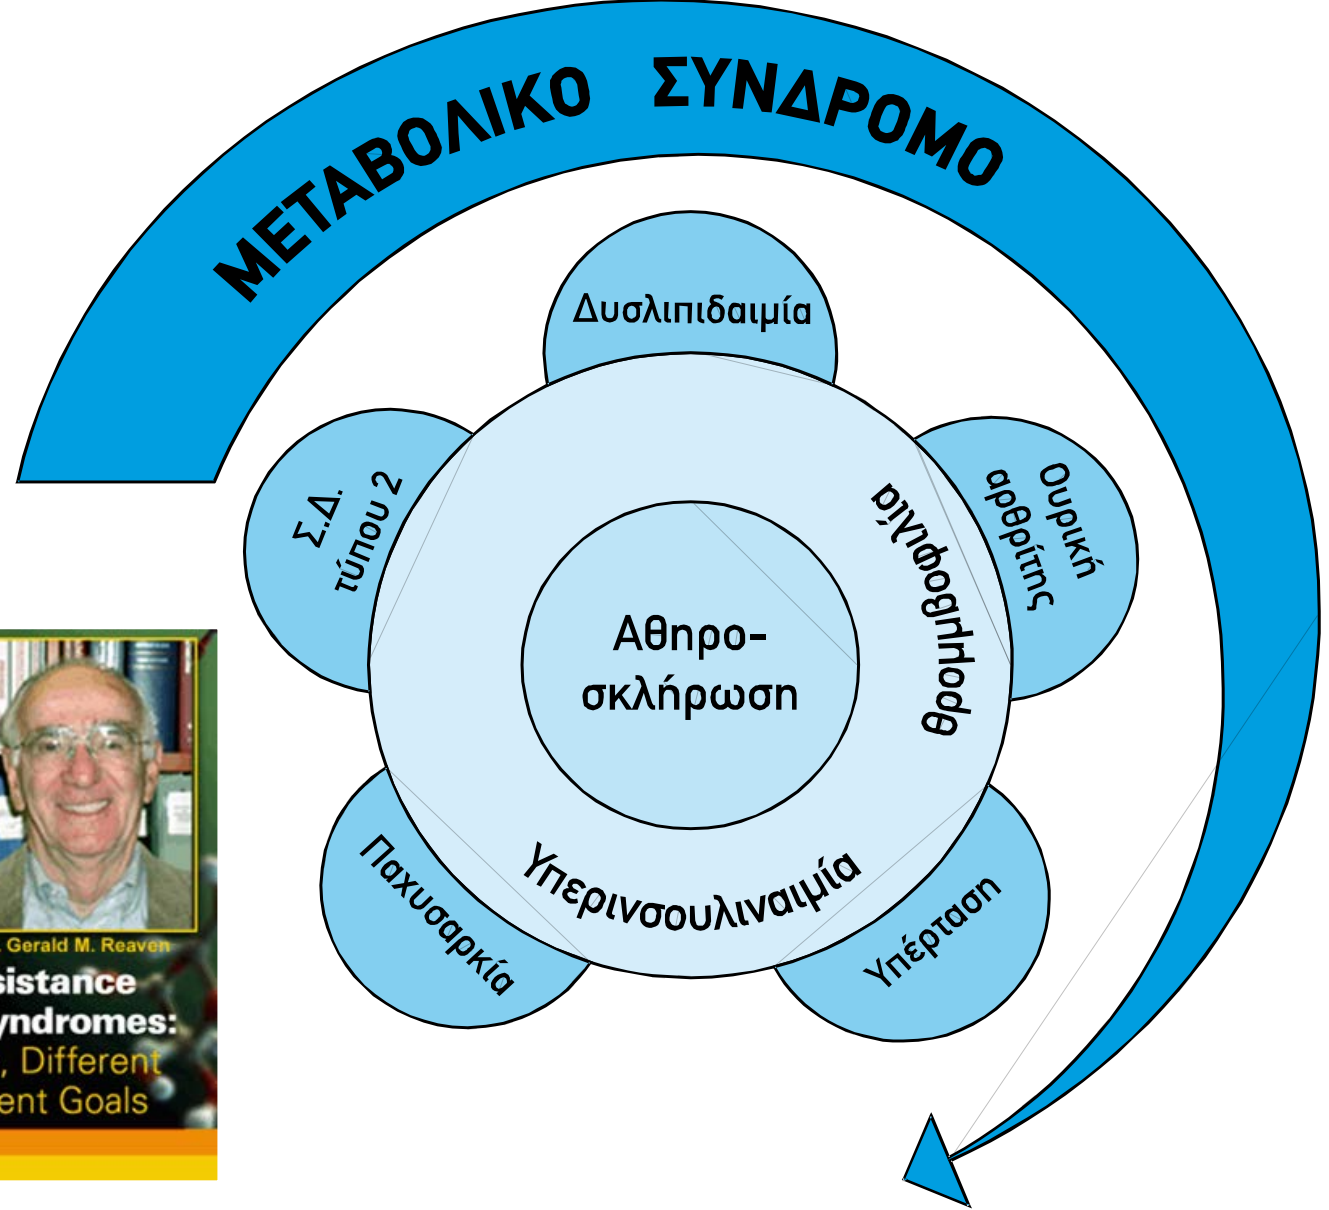 ΜΕΤΑΒΟΛΙΚΟ ΣΥΝΔΡΟΜΟ
Δυσλιπιδαιμία
Σ.Δ.
τύπου 2
Ουρική
αρθρίτης
Θρομβοφιλία
Αθηρο-
σκλήρωση
Υπερινσουλιναιμία
Παχυσαρκία
Υπέρταση
. Gerald M. Reaven
sistance
yndromes:
, Different
ent Goals